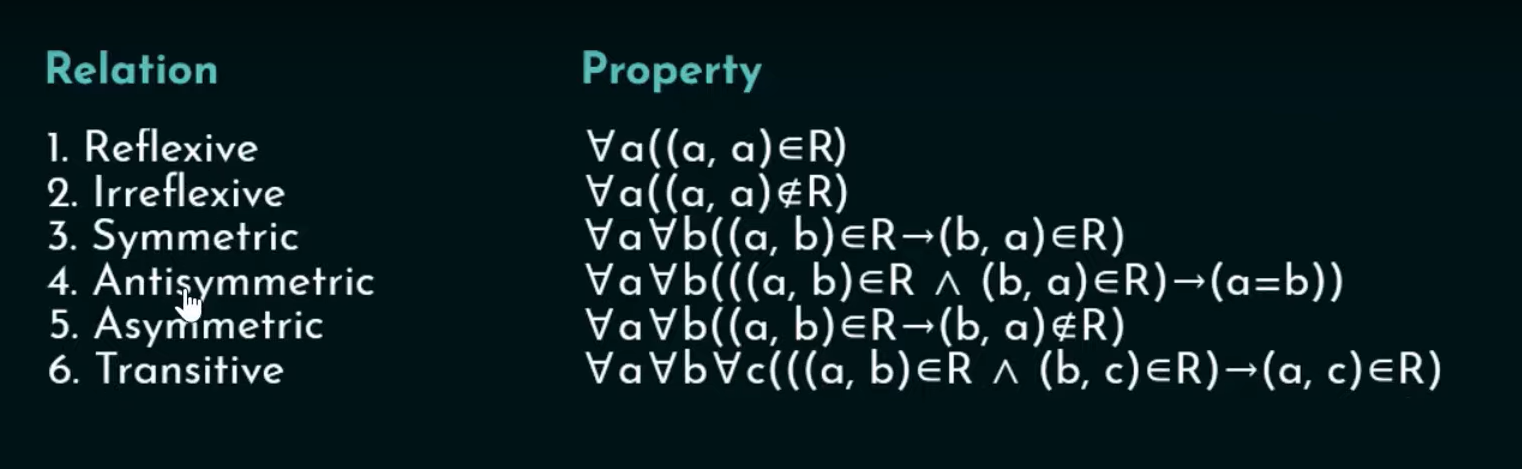 Relation Property
1. Reflexive ∀a((a, a)∈R)
2. Irreflexive ∀a((a, a)∉R)
3. Symmetric ∀a∀b((a, b)∈R→(b, a)∈R)
4. Antisymmetric ∀a∀b(((a, b)∈R ∧ (b, a)∈R)→(a=b))
5. Asymmetric ∀a∀b((a, b)∈R→(b, a)∉R)
6. Transitive ∀a∀b∀c(((a, b)∈R ∧ (b, c)∈R)→(a, c)∈R)